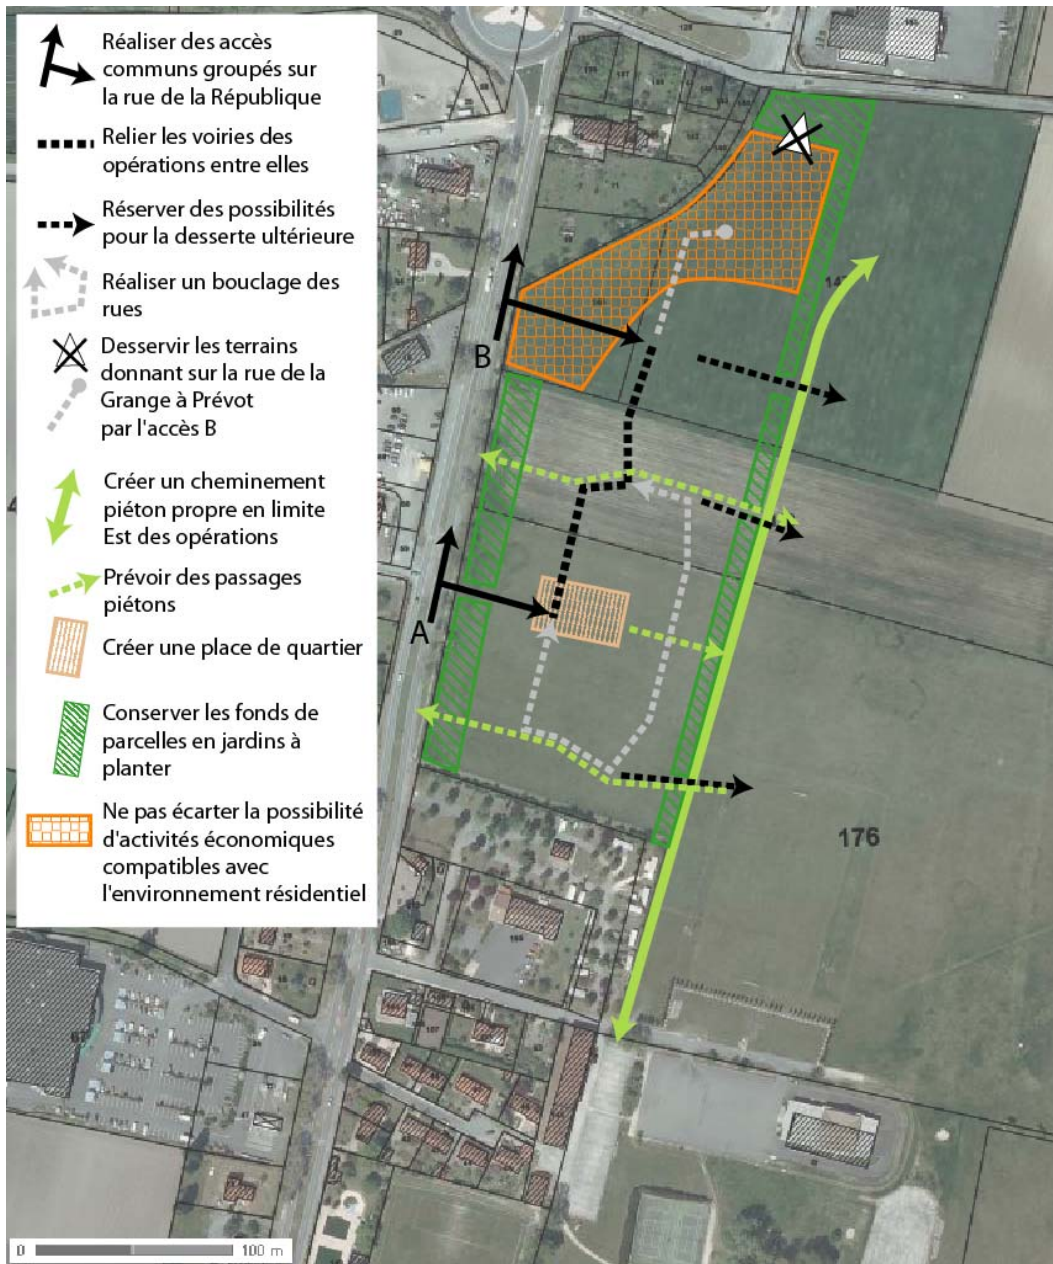 Réaliser des accès
communs groupés sur
la rue de la République
Relier les voiries des
opérations entre elles
Réserver des possibilités
pour la desserte ultérieure
Réaliser un bouclage des
rues
Desservir les terrains
donnant sur la rue de la
Grange à Prévot
par l'accès B
Créer un cheminement
piéton propre en limite
Est des opérations
Prévoir des passages
piétons
Créer une place de quartier
Conserver les fonds de
parcelles en jardins à
planter
Ne pas écarter la possibilité
d'activités économiques
compatibles avec
l'environnement résidentiel
B
A
176
0 100 m